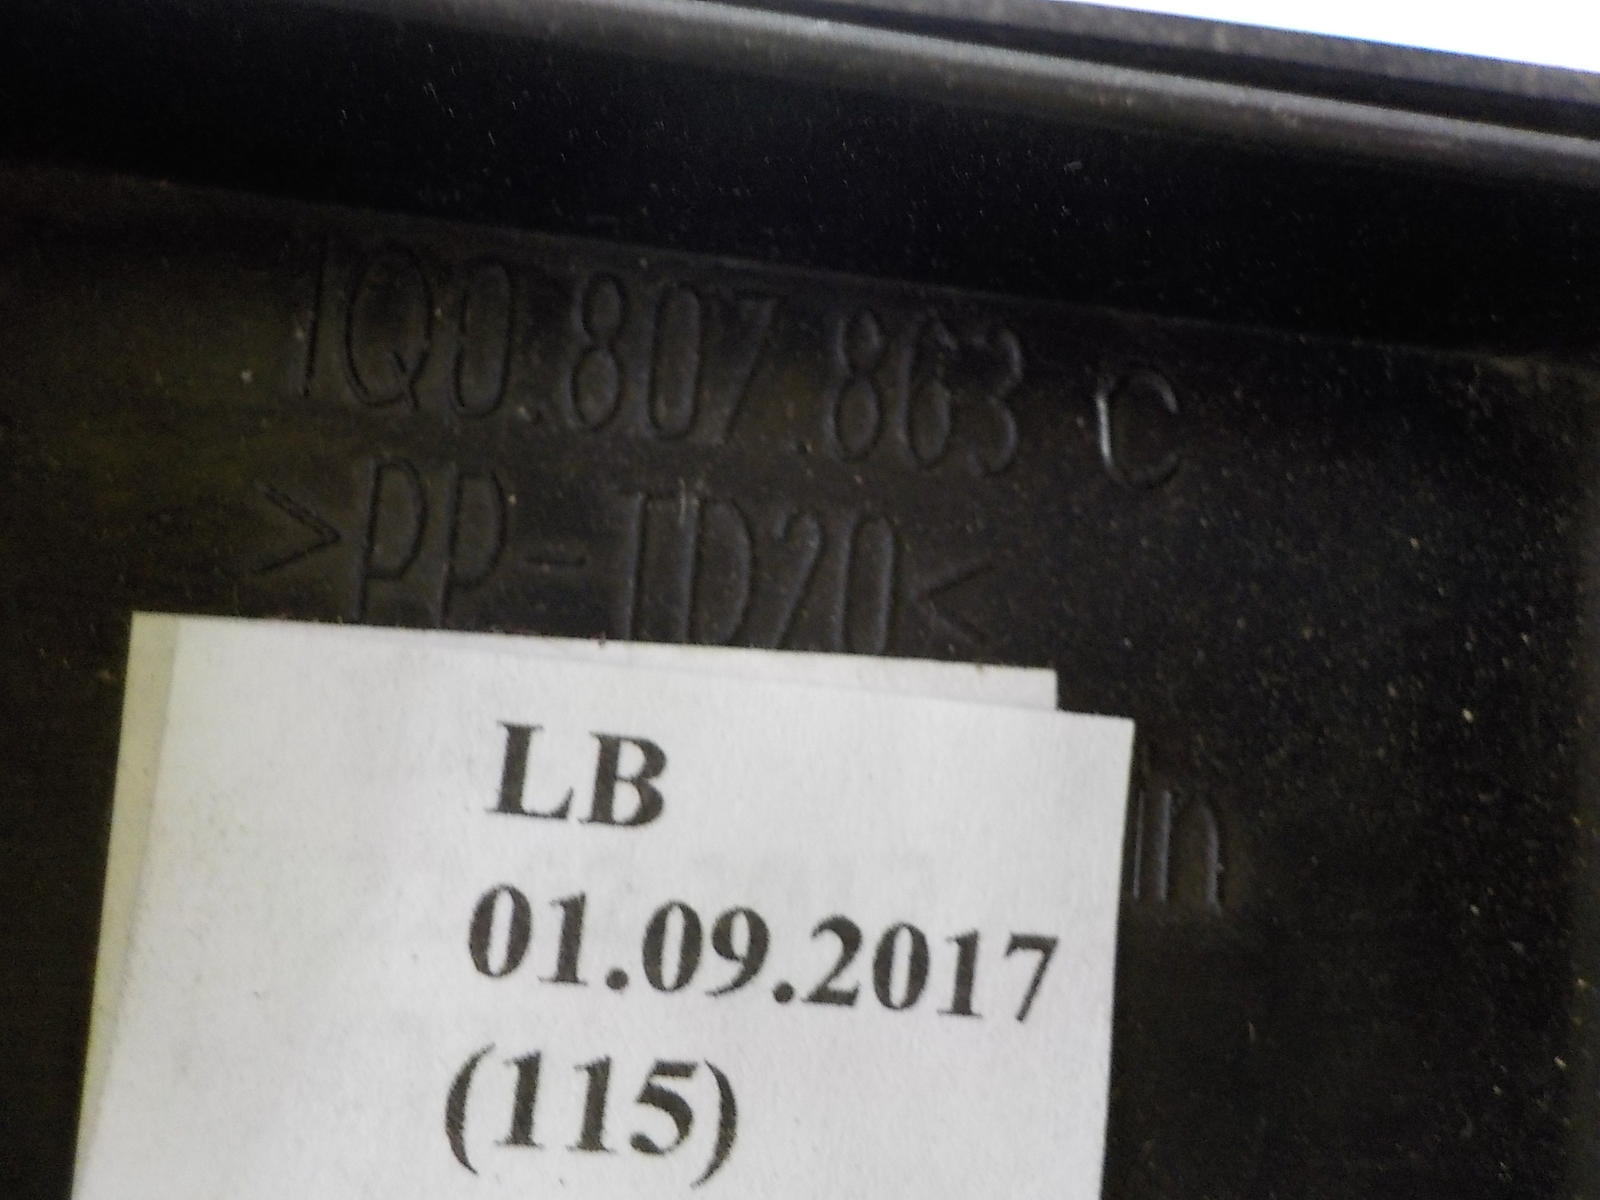 1Q0.807.863 C
>PP-TD20<
LB
01.09.2017
(115)